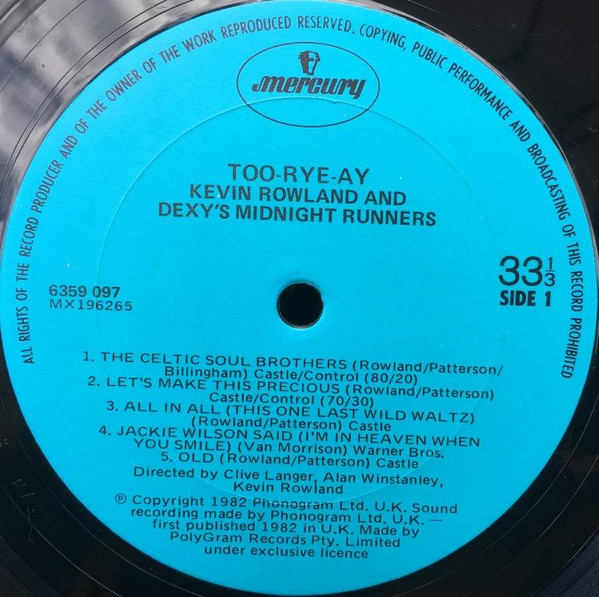 ALL RIGHTS OF THE RECORD PRODUCER AND OF THE OWNER OF THE WORK REPRODUCED RESERVED. COPYING, PUBLIC PERFORMANCE AND BROADCASTING OF THIS RECORD PROHIBITED
mercury
TOO-RYE-AY
KEVIN ROWLAND AND
DEXY'S MIDNIGHT RUNNERS
6359 097
MX196265
33 1/3
SIDE 1
1. THE CELTIC SOUL BROTHERS (Rowland/Patterson/
Billingham) Castle/Control (80/20)
2. LET'S MAKE THIS PRECIOUS (Rowland/Patterson)
Castle/Control (70/30)
3. ALL IN ALL (THIS ONE LAST WILD WALTZ)
(Rowland/Patterson) Castle
4. JACKIE WILSON SAID (I'M IN HEAVEN WHEN
YOU SMILE) (Van Morrison) Warner Bros.
5. OLD (Rowland/Patterson) Castle
Directed by Clive Langer, Alan Winstanley,
Kevin Rowland
℗ Copyright 1982 Phonogram Ltd, U.K. Sound
recording made by Phonogram Ltd, U.K. —
first published 1982 in U.K. Made by
PolyGram Records Pty. Limited
under exclusive licence